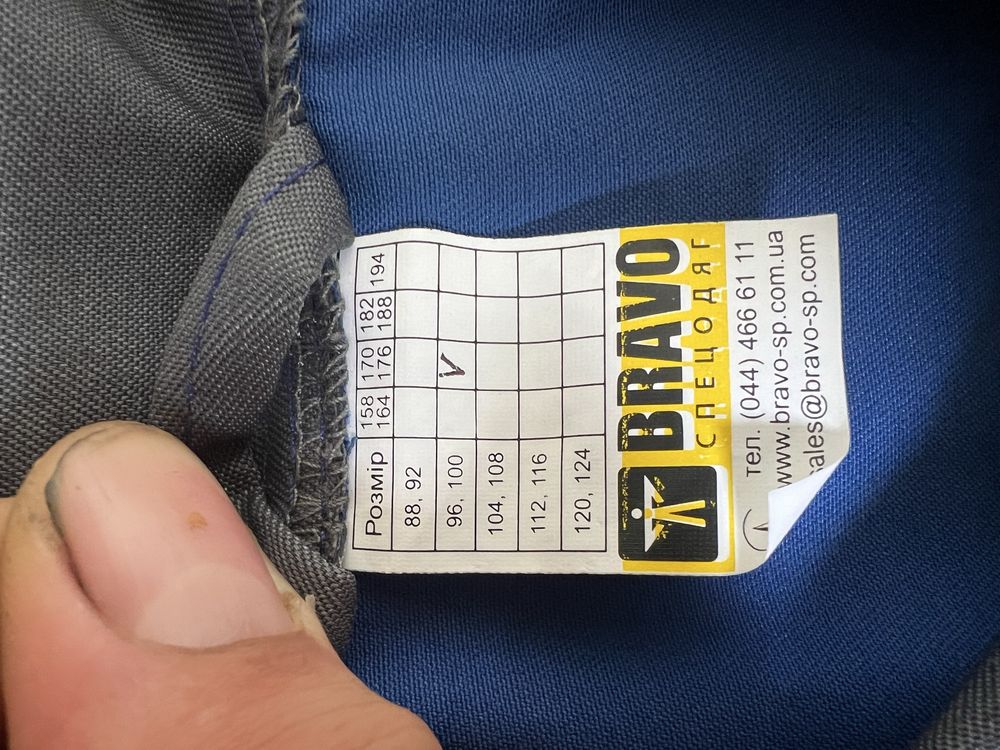 Розмір 158 164 170 176 182 188 194
88, 92
96, 100 V
104, 108
112, 116
120, 124
BRAVO
СПЕЦОДЯГ
тел. (044) 466 61 11
www.bravo-sp.com.ua
sales@bravo-sp.com